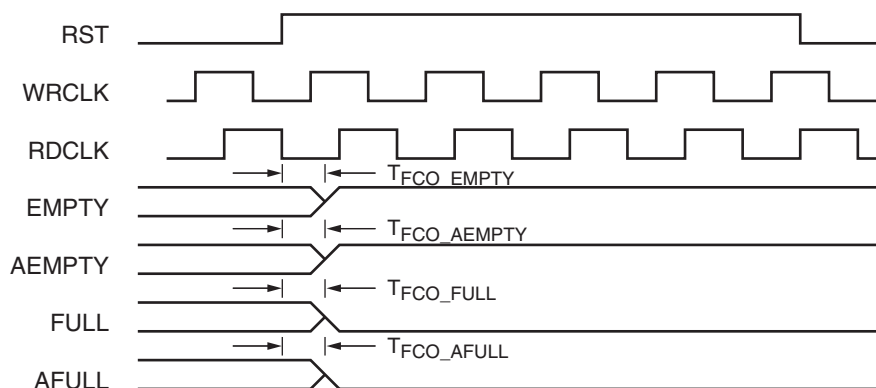 RST
WRCLK
RDCLK
TFCO_EMPTY
EMPTY
TFCO_AEMPTY
AEMPTY
TFCO_FULL
FULL
TFCO_AFULL
AFULL